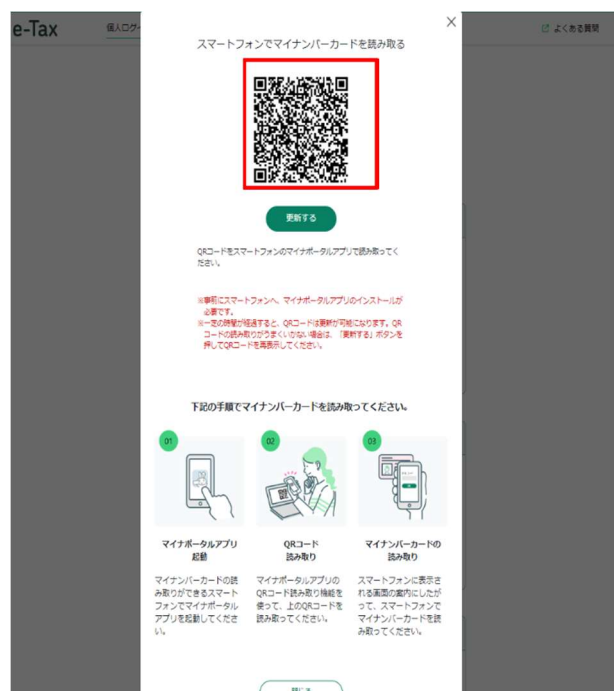 e-Tax
個人ログ
よくある質問
スマートフォンでマイナンバーカードを読み取る
更新する
QRコードをスマートフォンのマイナポータルアプリで読み取ってく
ださい。
※事前にスマートフォンへ、マイナポータルアプリのインストールが
必要です。
※一定の時間が経過すると、QRコードは更新が可能になります。QR
コードの読み取りがうまくいかない場合は、「更新する」ボタンを
押してQRコードを再表示してください。
下記の手順でマイナンバーカードを読み取ってください。
01
02
03
マイナポータルアプリ
起動
マイナンバーカードの読
み取りができるスマート
フォンでマイナポータル
アプリを起動してくださ
い。
QRコード
読み取り
マイナポータルアプリの
QRコード読み取り機能を
使って、上のQRコードを
読み取ってください。
マイナンバーカードの
読み取り
スマートフォンに表示さ
れる画面の案内にしたが
って、スマートフォンで
マイナンバーカードを読
み取ってください。